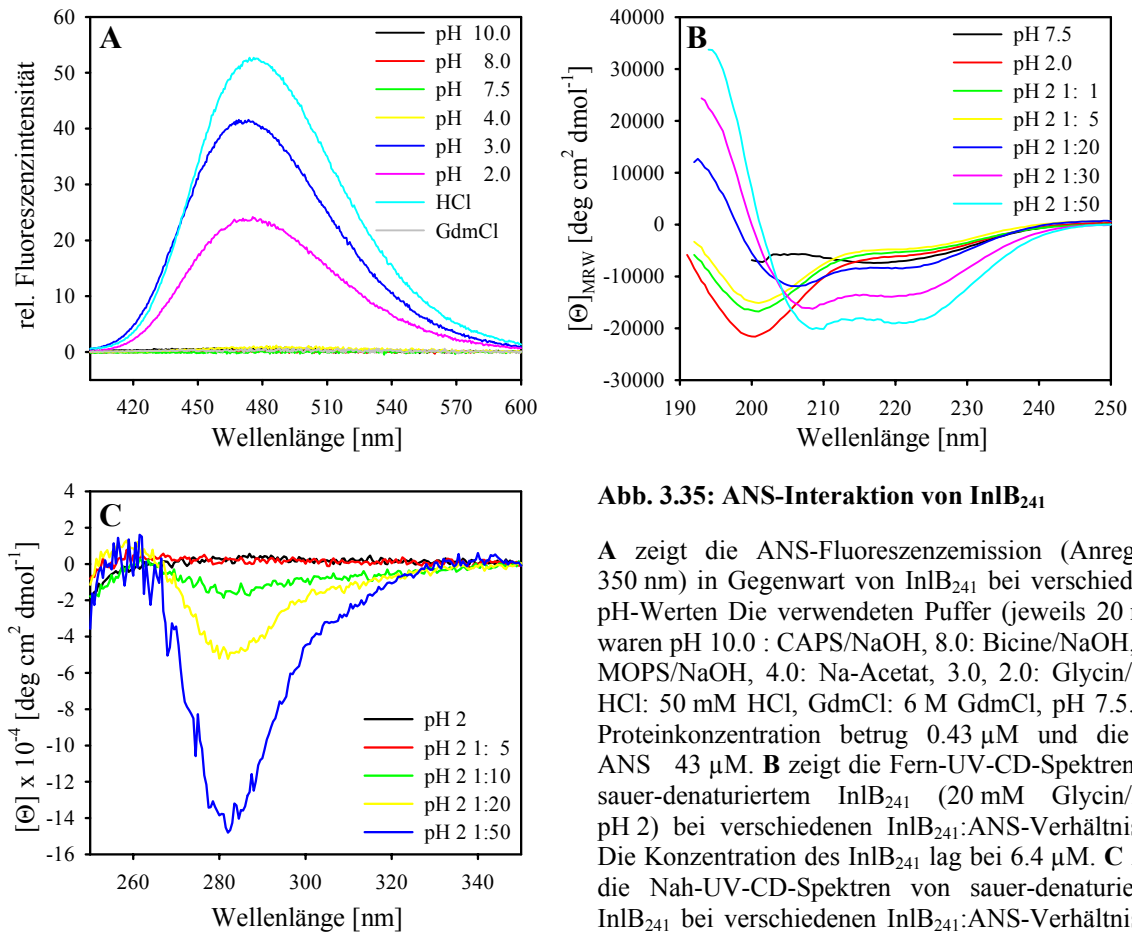 A
rel. Fluoreszenzintensität
60
50
40
30
20
10
0
pH 10.0
pH 8.0
pH 7.5
pH 4.0
pH 3.0
pH 2.0
HCl
GdmCl
420 450 480 510 540 570 600
Wellenlänge [nm]
B
[Θ]MRW [deg cm² dmol⁻¹]
40000
30000
20000
10000
0
-10000
-20000
-30000
pH 7.5
pH 2.0
pH 2 1: 1
pH 2 1: 5
pH 2 1:20
pH 2 1:30
pH 2 1:50
190 200 210 220 230 240 250
Wellenlänge [nm]
C
[Θ] x 10⁻⁴ [deg cm² dmol⁻¹]
4
2
0
-2
-4
-6
-8
-10
-12
-14
-16
pH 2
pH 2 1: 5
pH 2 1:10
pH 2 1:20
pH 2 1:50
260 280 300 320 340
Wellenlänge [nm]
Abb. 3.35: ANS-Interaktion von InlB₂₄₁
A zeigt die ANS-Fluoreszenzemission (Anreg
350 nm) in Gegenwart von InlB₂₄₁ bei verschied
pH-Werten Die verwendeten Puffer (jeweils 20
waren pH 10.0 : CAPS/NaOH, 8.0: Bicine/NaOH,
MOPS/NaOH, 4.0: Na-Acetat, 3.0, 2.0: Glycin/
HCl: 50 mM HCl, GdmCl: 6 M GdmCl, pH 7.5.
Proteinkonzentration betrug 0.43 µM und die
ANS 43 µM. B zeigt die Fern-UV-CD-Spektren
sauer-denaturiertem InlB₂₄₁ (20 mM Glycin/
pH 2) bei verschiedenen InlB₂₄₁:ANS-Verhältnis
Die Konzentration des InlB₂₄₁ lag bei 6.4 µM. C
die Nah-UV-CD-Spektren von sauer-denaturie
InlB₂₄₁ bei verschiedenen InlB₂₄₁:ANS-Verhältnis